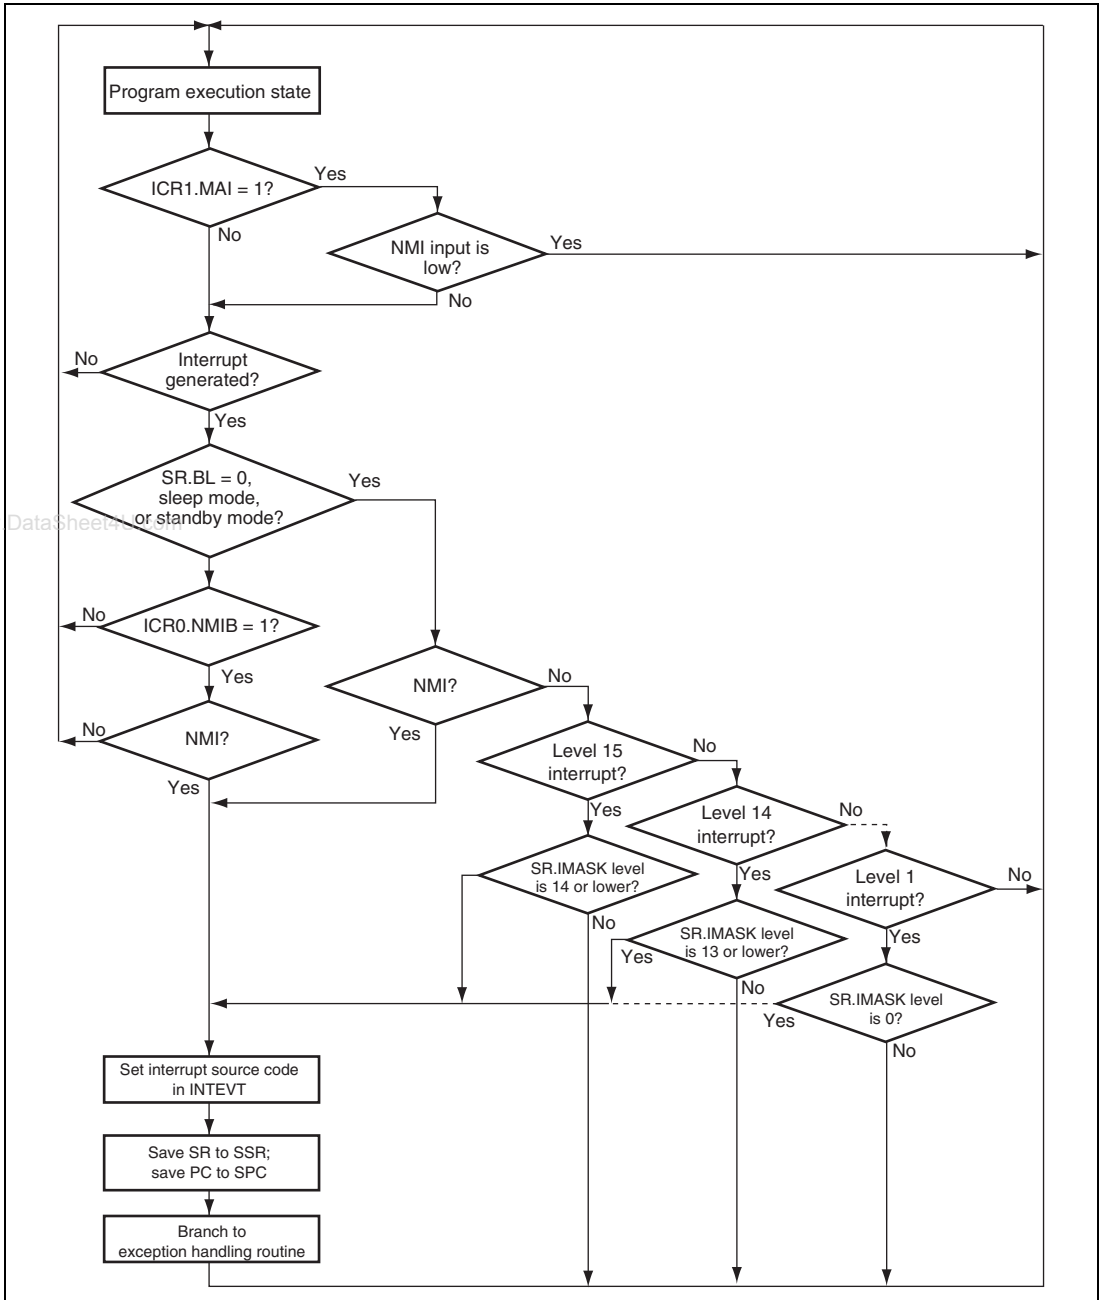 Program execution state
ICR1.MAI = 1?
Yes
No
NMI input is
low?
Yes
No
Interrupt
generated?
No
Yes
SR.BL = 0,
sleep mode,
or standby mode?
Yes
.DataSheet4U.com
ICR0.NMIB = 1?
No
Yes
NMI?
No
Yes
NMI?
No
Yes
Level 15
interrupt?
No
Yes
Level 14
interrupt?
No
Yes
Level 1
interrupt?
No
Yes
SR.IMASK level
is 14 or lower?
No
SR.IMASK level
is 13 or lower?
Yes
No
SR.IMASK level
is 0?
Yes
No
Set interrupt source code
in INTEVT
Save SR to SSR;
save PC to SPC
Branch to
exception handling routine